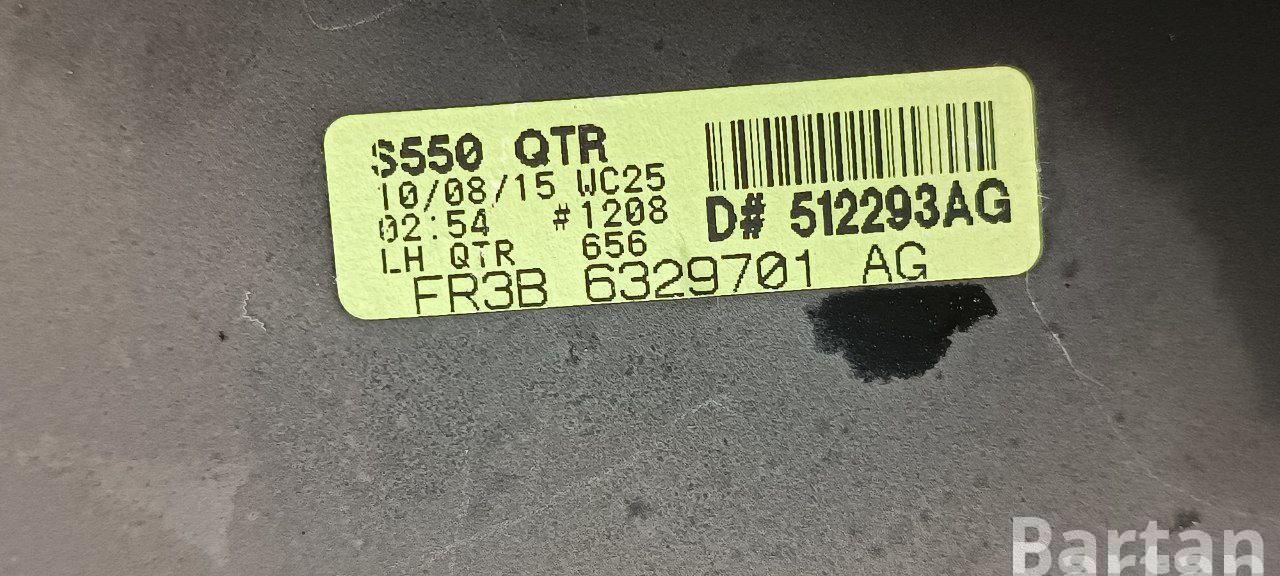 S550 QTR
10/08/15 WC25
02:54 #1208
LH QTR 656
FR3B 6329701 AG
D# 512293AG
Bartan